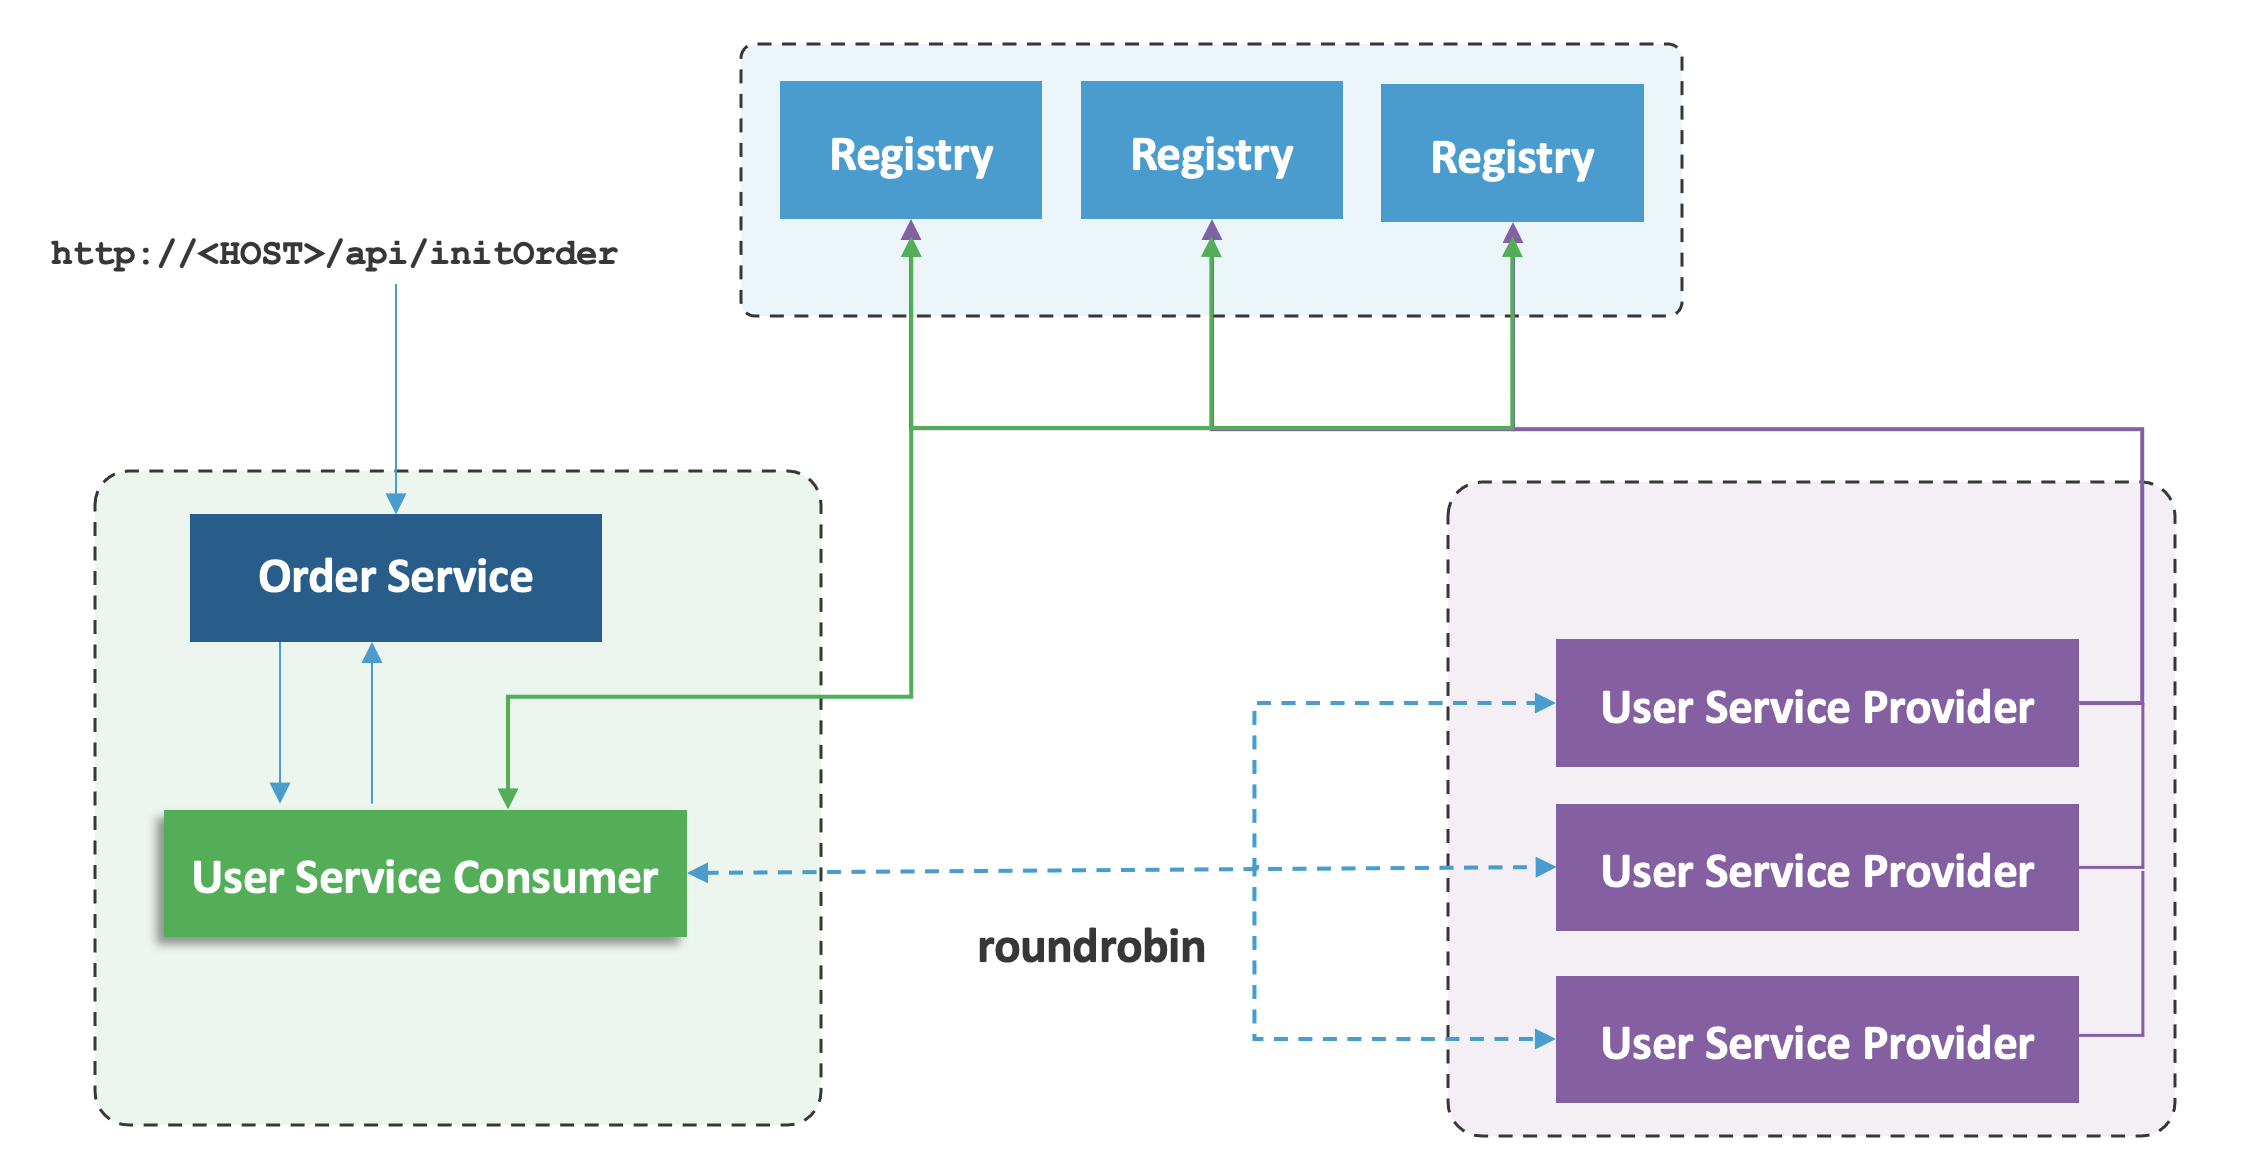 Registry
Registry
Registry
http://<HOST>/api/initOrder
Order Service
User Service Consumer
roundrobin
User Service Provider
User Service Provider
User Service Provider